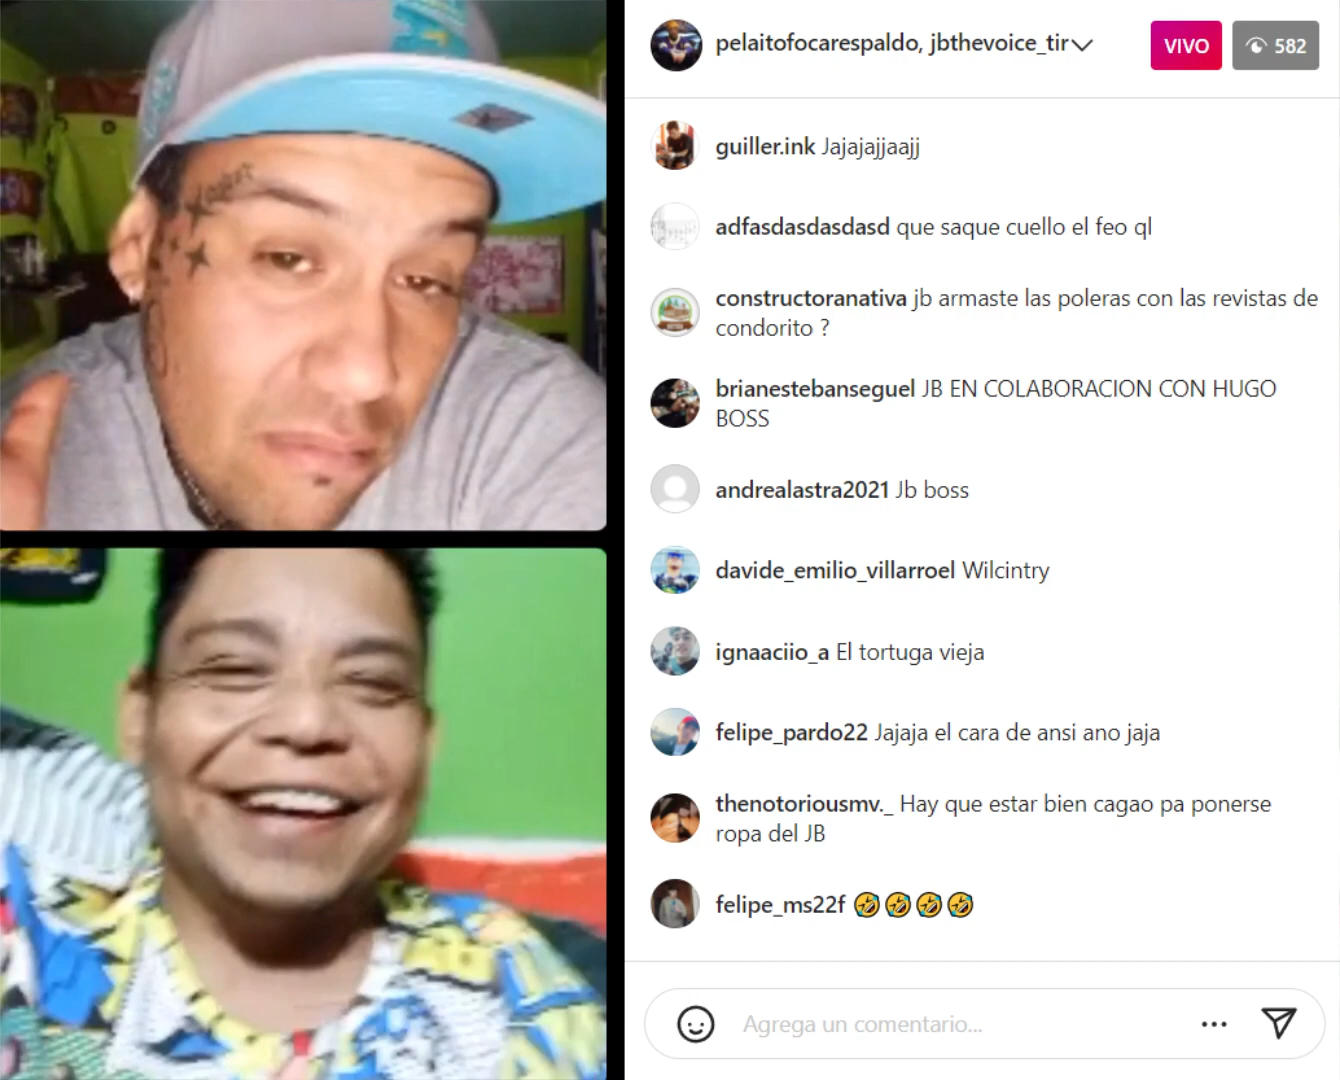 pelaitofocarespaldo, jbthevoice_tir
VIVO
582
guiller.ink Jajajajjaajj
adfasdasdasdasd que saque cuello el feo ql
constructoranativa jb armaste las poleras con las revistas de
condorito ?
brianestebanseguel JB EN COLABORACION CON HUGO
BOSS
andrealastra2021 Jb boss
davide_emilio_villarroel Wilcintry
ignaaciio_a El tortuga vieja
felipe_pardo22 Jajaja el cara de ansi ano jaja
thenotoriousmv._ Hay que estar bien cagao pa ponerse
ropa del JB
felipe_ms22f 🤣🤣🤣🤣
Agrega un comentario...